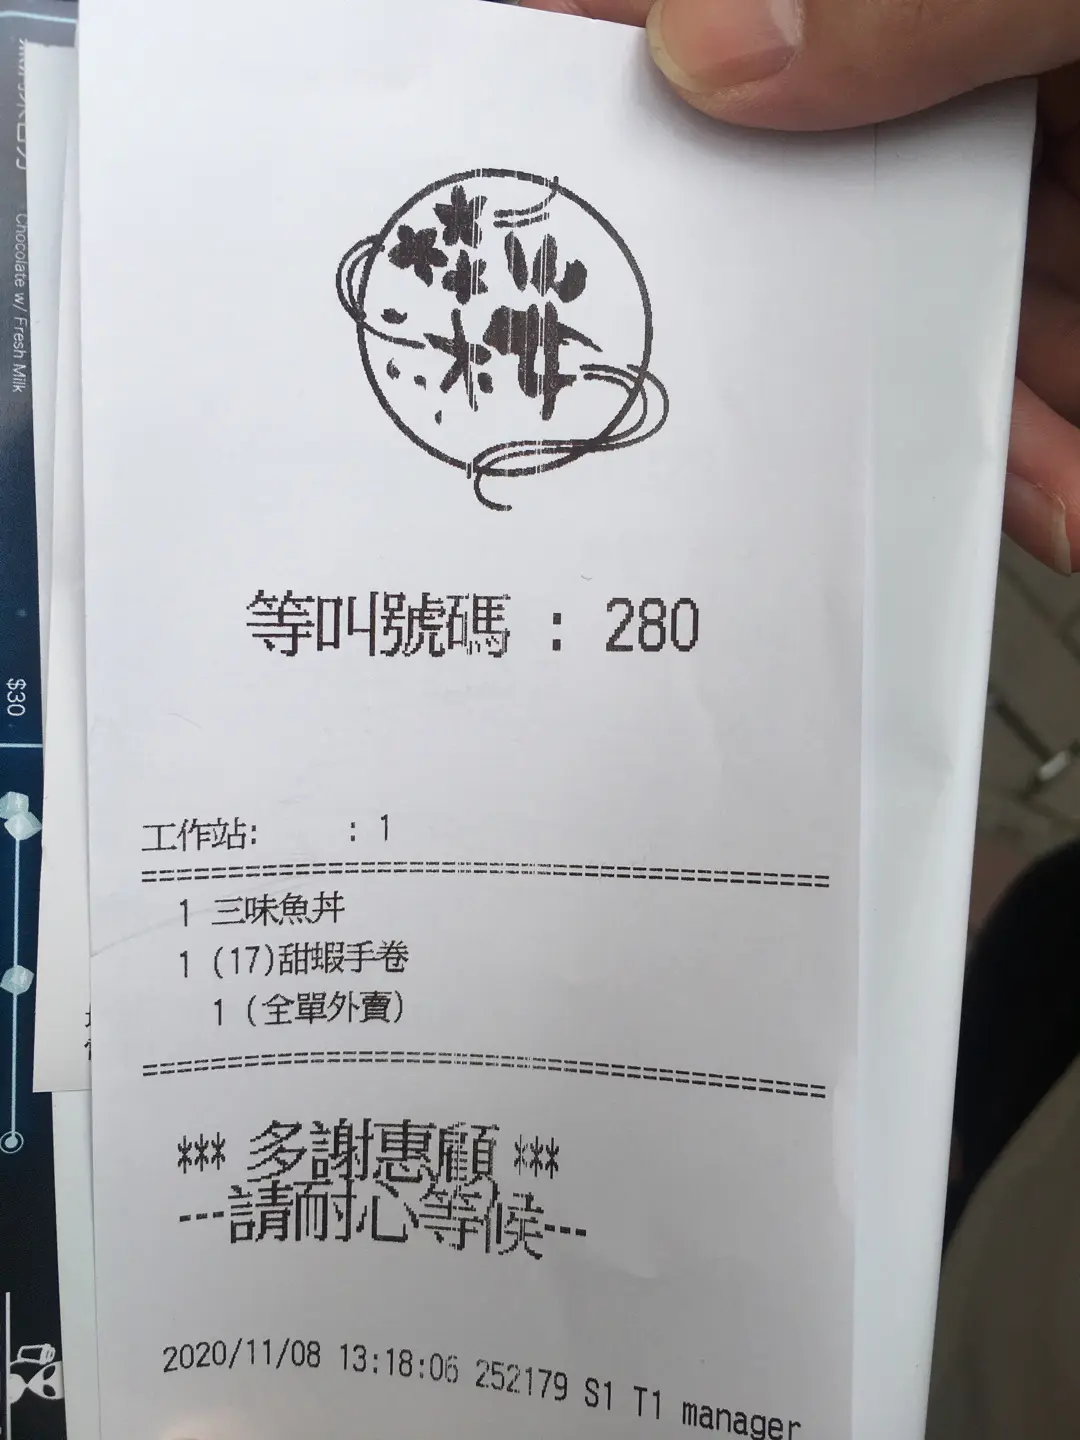 等叫號碼 : 280
工作站: : 1
=========================================
1 三味魚丼
1 (17)甜蝦手卷
1 (全單外賣)
=========================================
*** 多謝惠顧 ***
---請耐心等候---
2020/11/08 13:18:06 252179 S1 T1 manager
Chocolate w/ Fresh Milk
$30